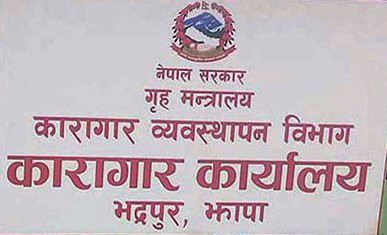 नेपाल सरकार
गृह मन्त्रालय
कारागार व्यवस्थापन विभाग
कारागार कार्यालय
भद्रपुर, झापा